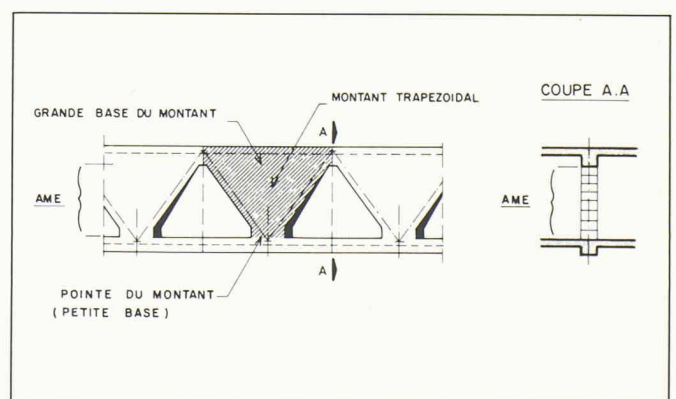 GRANDE BASE DU MONTANT
MONTANT TRAPEZOIDAL
COUPE A.A
A
AME
AME
A
POINTE DU MONTANT
( PETITE BASE )